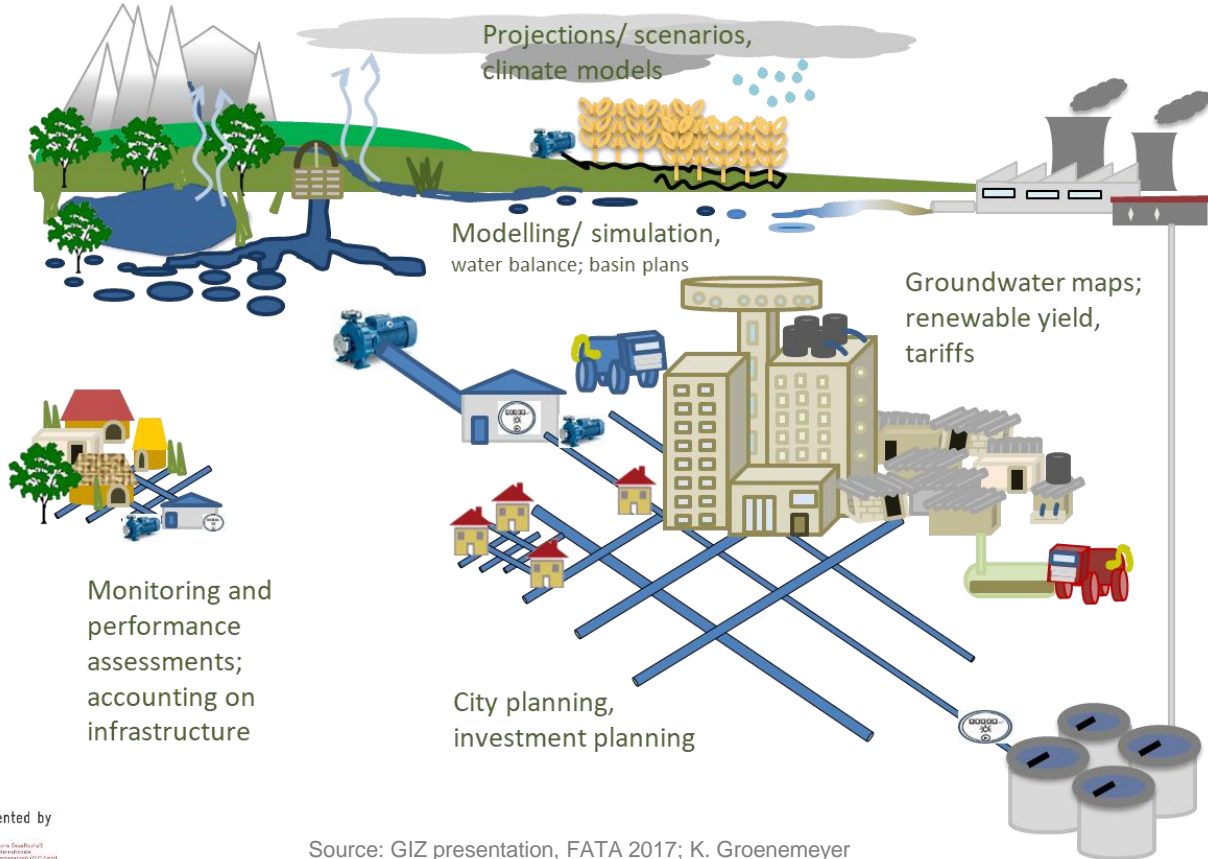 Projections/ scenarios,
climate models
Modelling/ simulation,
water balance; basin plans
Groundwater maps;
renewable yield,
tariffs
Monitoring and
performance
assessments;
accounting on
infrastructure
City planning,
investment planning
ented by
Source: GIZ presentation, FATA 2017; K. Groenemeyer